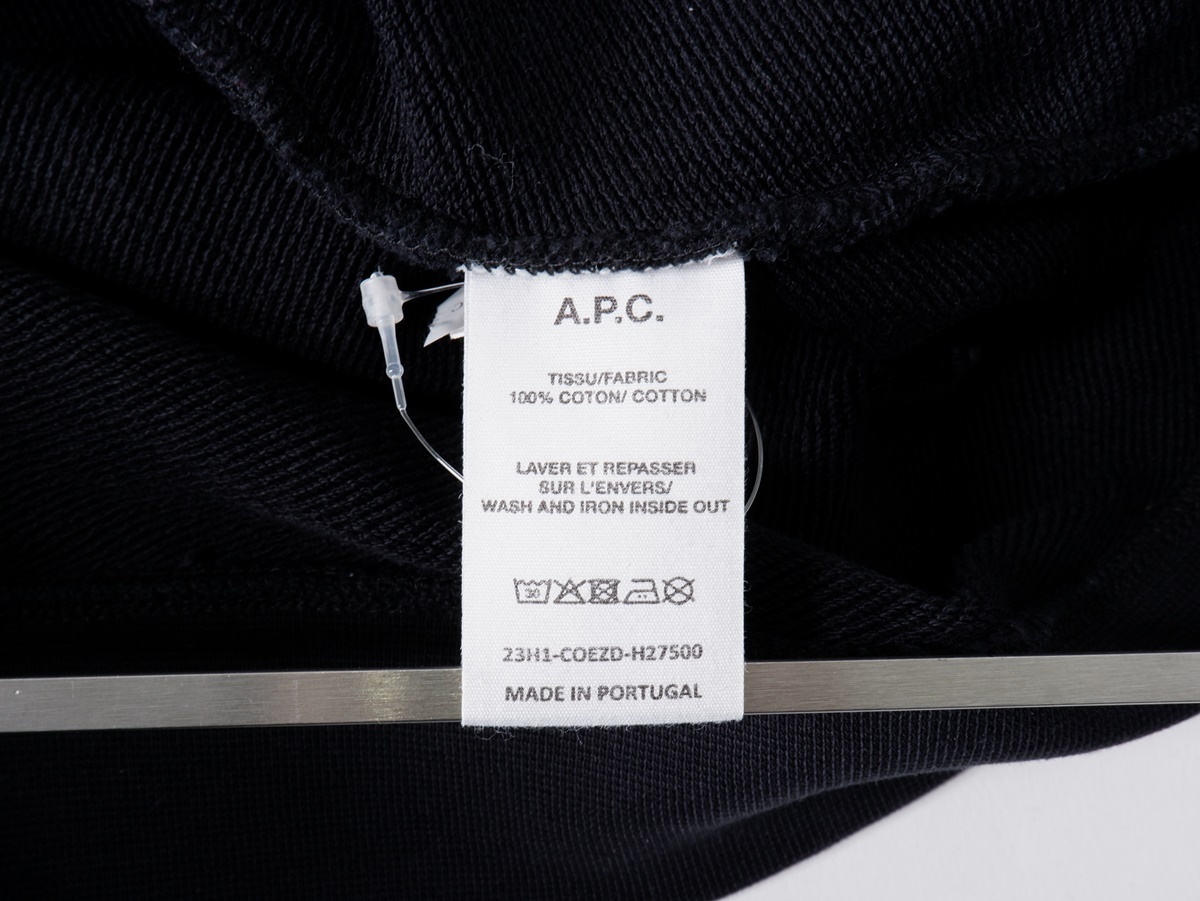 A.P.C.
TISSU/FABRIC
100% COTON/ COTTON
LAVER ET REPASSER
SUR L'ENVERS/
WASH AND IRON INSIDE OUT
30
23H1-COEZD-H27500
MADE IN PORTUGAL